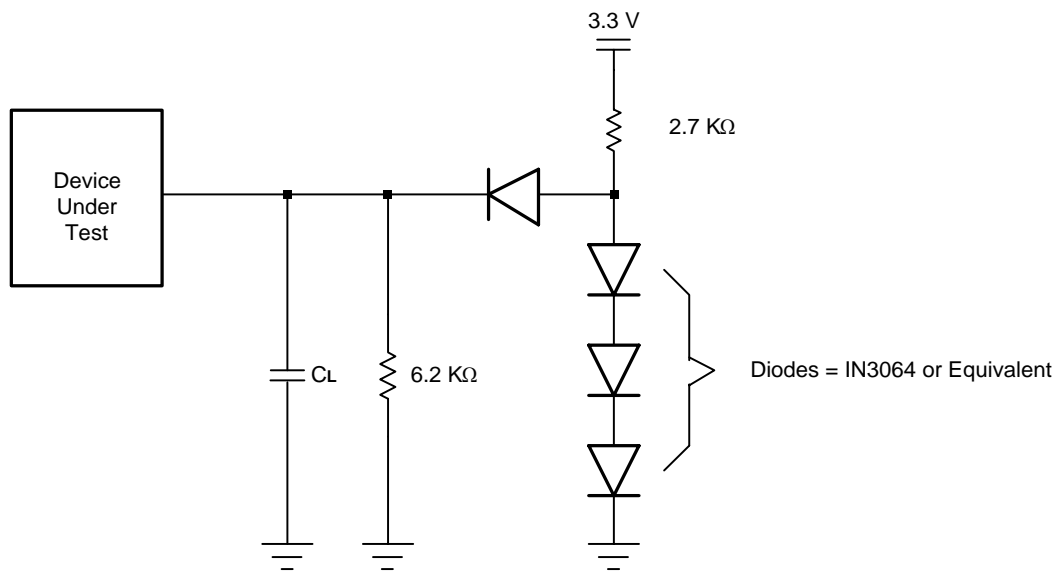 3.3 V
2.7 KΩ
Device
Under
Test
CL
6.2 KΩ
Diodes = IN3064 or Equivalent